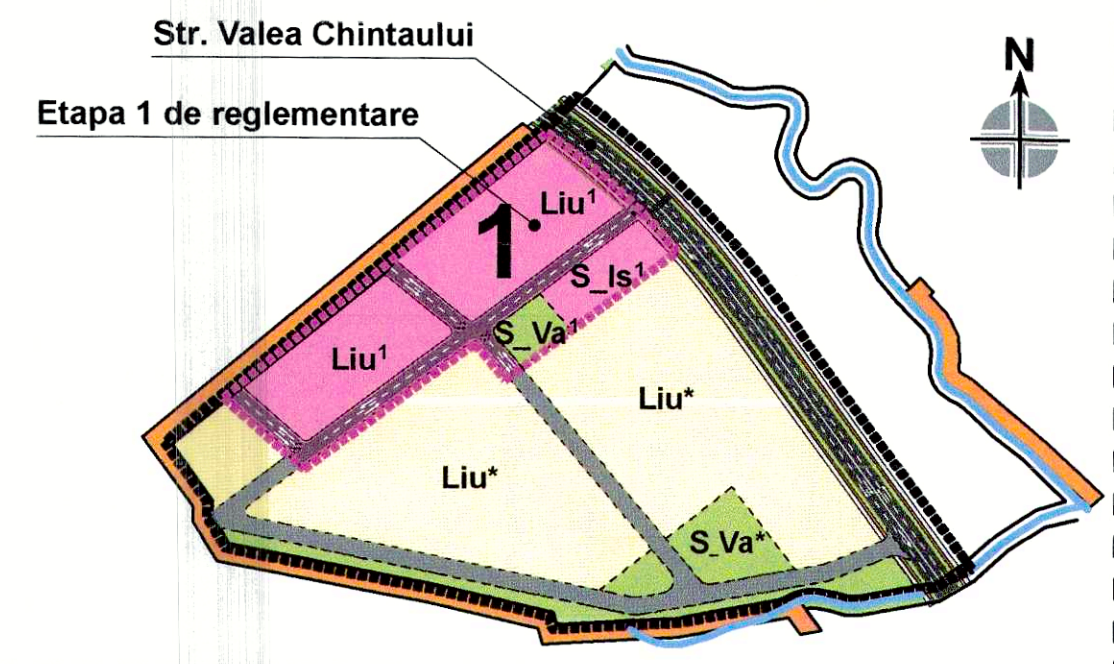 Str. Valea Chintaului
N
Etapa 1 de reglementare
Liu¹
1
S_Is¹
S_Va¹
Liu¹
Liu*
Liu*
S_Va*